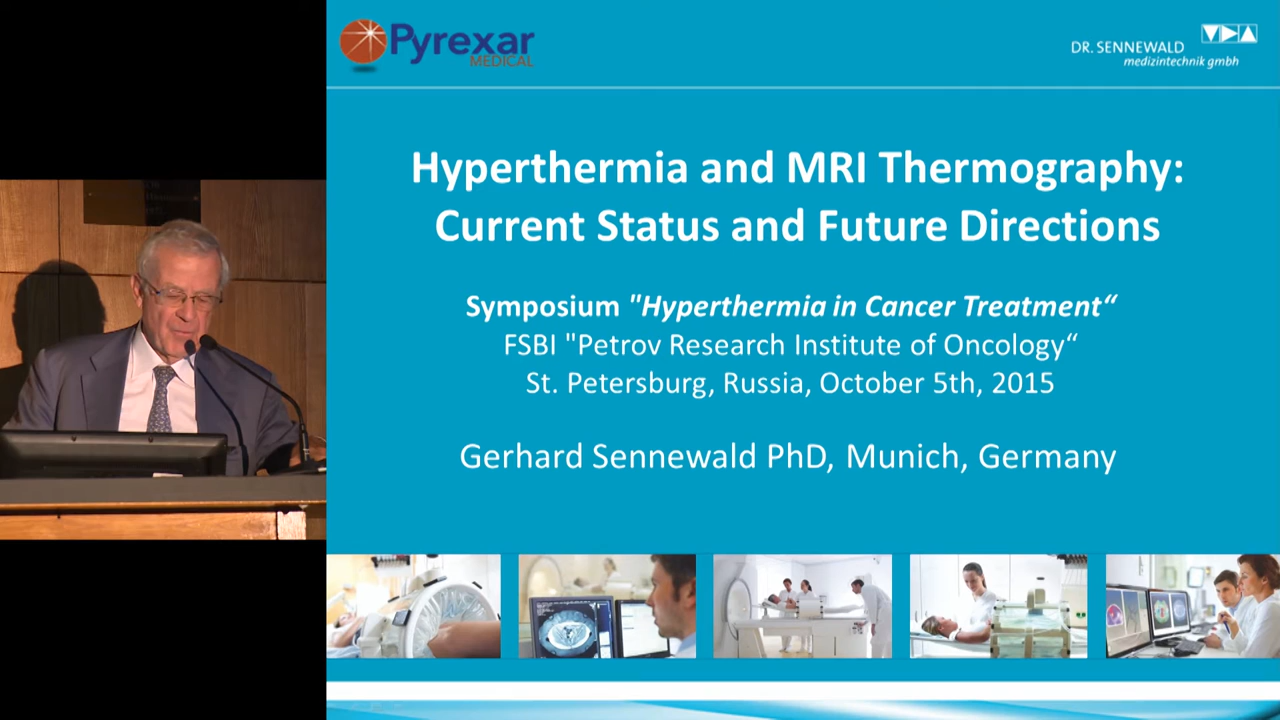 Pyrexar
MEDICAL
DR. SENNEWALD
medizintechnik gmbh
Hyperthermia and MRI Thermography:
Current Status and Future Directions
Symposium "Hyperthermia in Cancer Treatment“
FSBI "Petrov Research Institute of Oncology“
St. Petersburg, Russia, October 5th, 2015
Gerhard Sennewald PhD, Munich, Germany